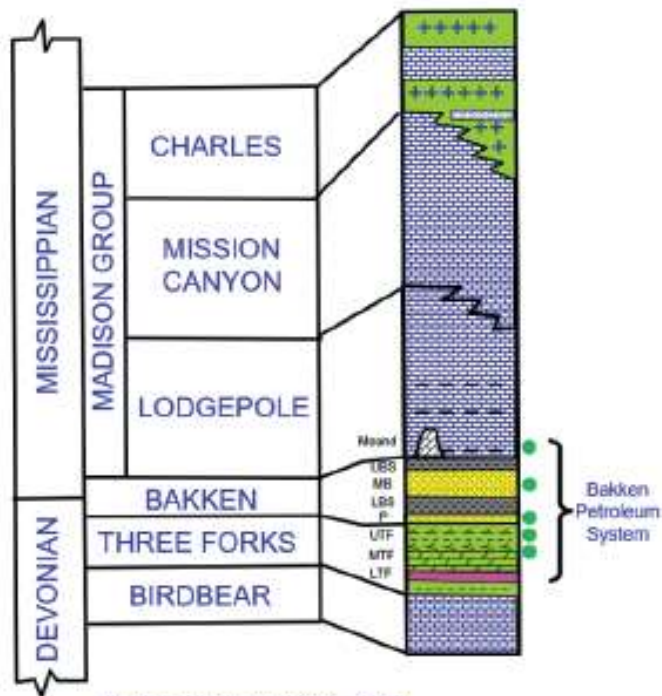 MISSISSIPPIAN
DEVONIAN
MADISON GROUP
CHARLES
MISSION
CANYON
LODGEPOLE
BAKKEN
THREE FORKS
BIRDBEAR
Mound
UBS
MB
LBS
P
UTF
MTF
LTF
Bakken
Petroleum
System